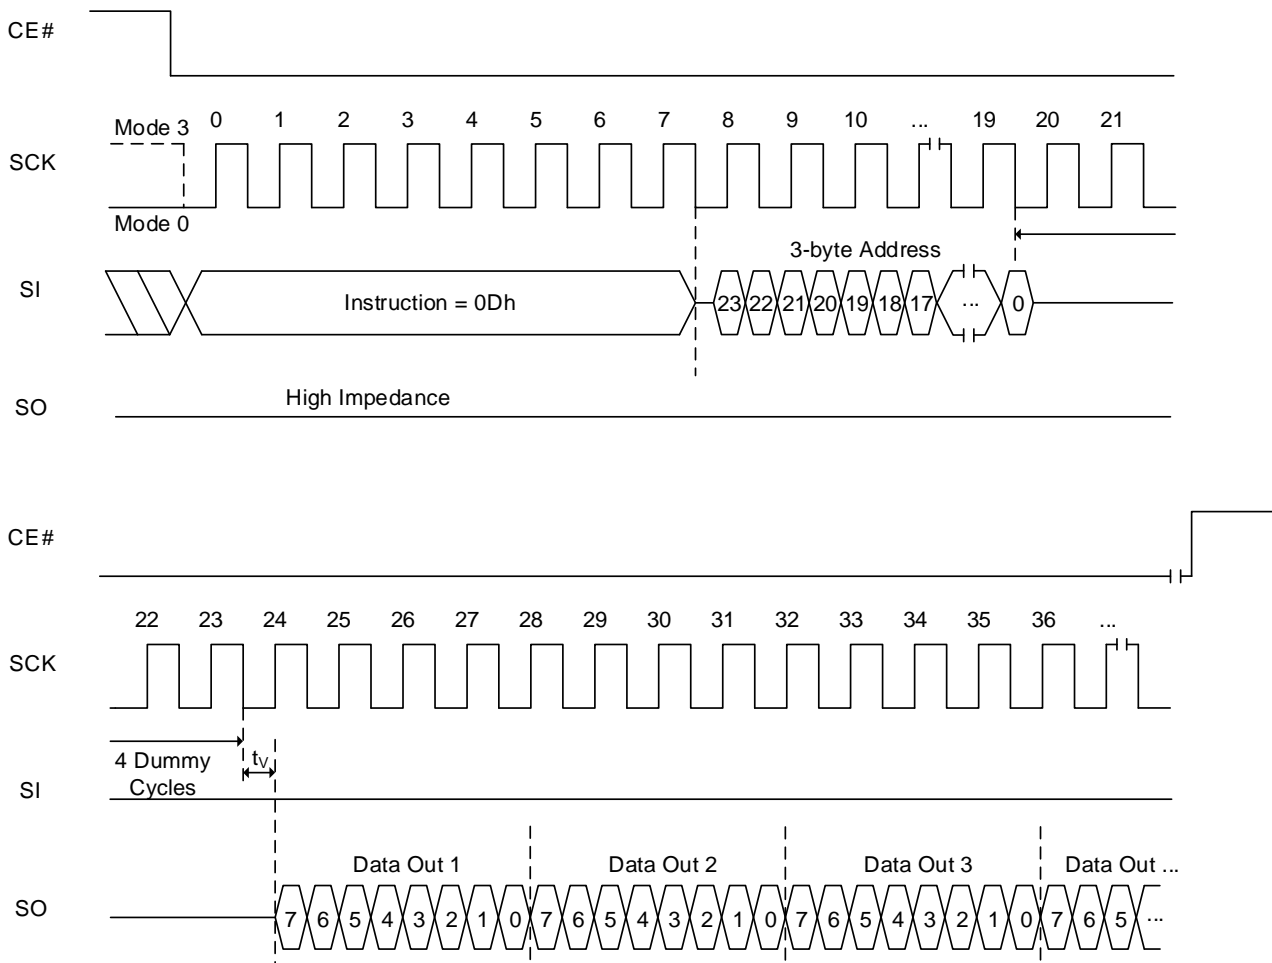 CE#
Mode 3 0 1 2 3 4 5 6 7 8 9 10 ... 19 20 21
SCK
Mode 0
3-byte Address
SI
Instruction = 0Dh 23 22 21 20 19 18 17 ... 0
High Impedance
SO
CE#
22 23 24 25 26 27 28 29 30 31 32 33 34 35 36 ...
SCK
4 Dummy tV
Cycles
SI
Data Out 1 Data Out 2 Data Out 3 Data Out ...
SO 7 6 5 4 3 2 1 0 7 6 5 4 3 2 1 0 7 6 5 4 3 2 1 0 7 6 5 ...